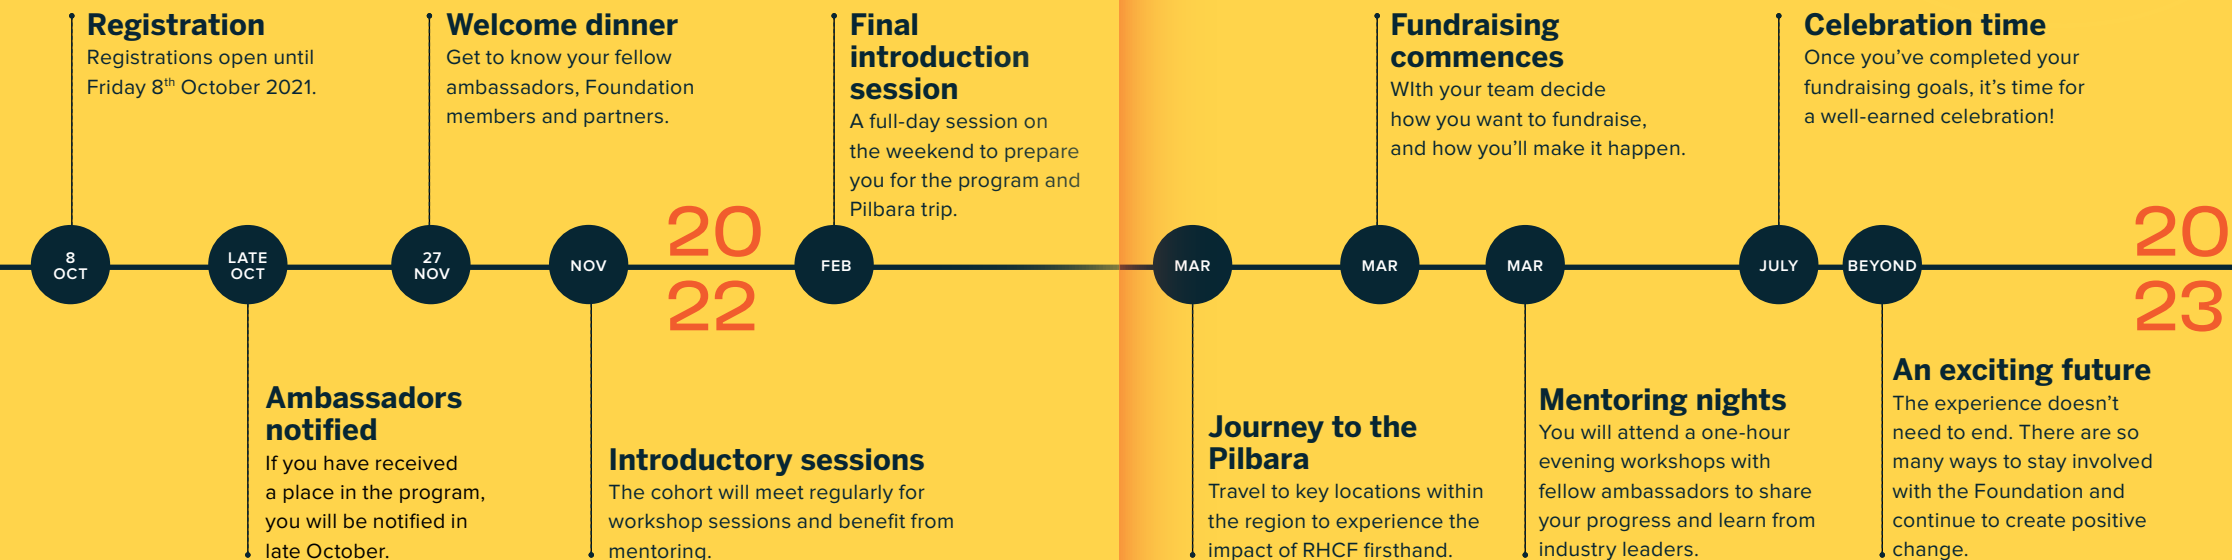 Registration
Registrations open until
Friday 8th October 2021.
8
OCT
LATE
OCT
Ambassadors
notified
If you have received
a place in the program,
you will be notified in
late October.
Welcome dinner
Get to know your fellow
ambassadors, Foundation
members and partners.
27
NOV
NOV
Introductory sessions
The cohort will meet regularly for
workshop sessions and benefit from
mentoring.
20
22
Final
introduction
session
A full-day session on
the weekend to prepare
you for the program and
Pilbara trip.
FEB
MAR
Journey to the
Pilbara
Travel to key locations within
the region to experience the
impact of RHCF firsthand.
Fundraising
commences
WIth your team decide
how you want to fundraise,
and how you’ll make it happen.
MAR
MAR
Mentoring nights
You will attend a one-hour
evening workshops with
fellow ambassadors to share
your progress and learn from
industry leaders.
Celebration time
Once you’ve completed your
fundraising goals, it’s time for
a well-earned celebration!
JULY
BEYOND
An exciting future
The experience doesn’t
need to end. There are so
many ways to stay involved
with the Foundation and
continue to create positive
change.
20
23